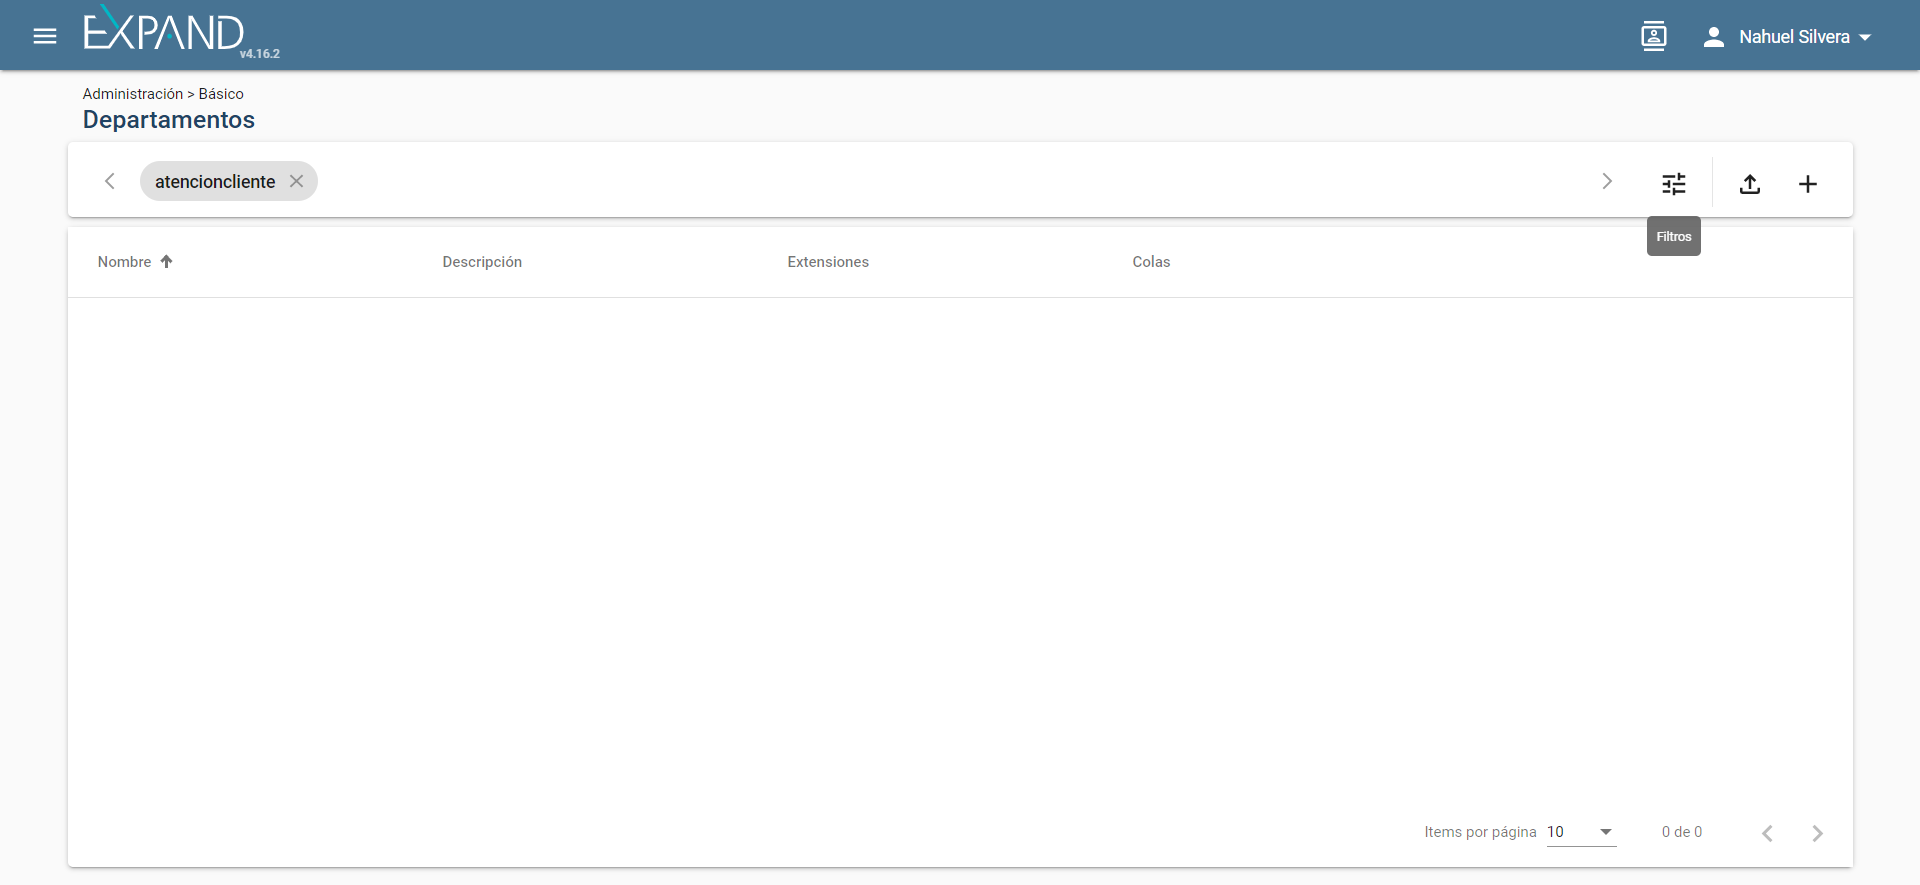 EXPAND
v4.16.2
Nahuel Silvera
Administración > Básico
Departamentos
atencioncliente
Filtros
Nombre Descripción Extensiones Colas
Items por página 10 0 de 0